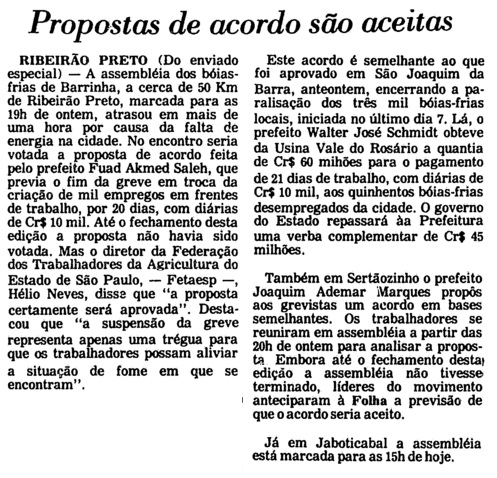 Propostas de acordo são aceitas
RIBEIRÃO PRETO (Do enviado
especial) — A assembléia dos bóias-
frias de Barrinha, a cerca de 50 Km
de Ribeirão Preto, marcada para as
19h de ontem, atrasou em mais de
uma hora por causa da falta de
energia na cidade. No encontro seria
votada a proposta de acordo feita
pelo prefeito Fuad Akmed Saleh, que
previa o fim da greve em troca da
criação de mil empregos em frentes
de trabalho, por 20 dias, com diárias
de Cr$ 10 mil. Até o fechamento desta
edição a proposta não havia sido
votada. Mas o diretor da Federação
dos Trabalhadores da Agricultura do
Estado de São Paulo, — Fetaesp —,
Hélio Neves, disse que "a proposta
certamente será aprovada". Desta-
cou que "a suspensão da greve
representa apenas uma trégua para
que os trabalhadores possam aliviar
a situação de fome em que se
encontram".
Este acordo é semelhante ao que
foi aprovado em São Joaquim da
Barra, anteontem, encerrando a pa-
ralisação dos três mil bóias-frias
locais, iniciada no último dia 7. Lá, o
prefeito Walter José Schmidt obteve
da Usina Vale do Rosário a quantia
de Cr$ 60 mihões para o pagamento
de 21 dias de trabalho, com diárias de
Cr$ 10 mil, aos quinhentos bóias-frias
desempregados da cidade. O governo
do Estado repassará àa Prefeitura
uma verba complementar de Cr$ 45
milhões.
Também em Sertãozinho o prefeito
Joaquim Ademar Marques propôs
aos grevistas um acordo em bases
semelhantes. Os trabalhadores se
reuniram em assembléia a partir das
20h de ontem para analisar a propos-
ta Embora até o fechamento desta
edição a assembléia não tivesse
terminado, líderes do movimento
anteciparam à Folha a previsão de
que o acordo seria aceito.
Já em Jaboticabal a assembléia
está marcada para as 15h de hoje.